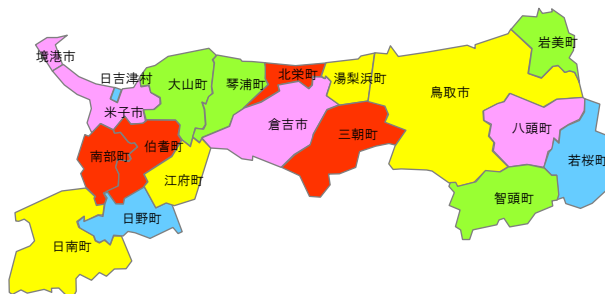 境港市
日吉津村
米子市
大山町
琴浦町
北栄町
湯梨浜町
鳥取市
岩美町
倉吉市
三朝町
八頭町
若桜町
智頭町
南部町
伯耆町
江府町
日野町
日南町